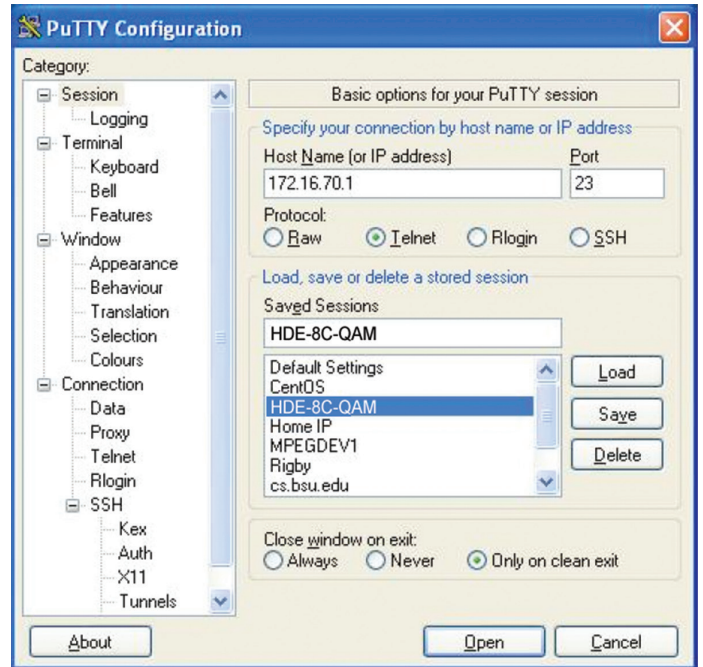 PuTTY Configuration
Category:
Session
Logging
Terminal
Keyboard
Bell
Features
Window
Appearance
Behaviour
Translation
Selection
Colours
Connection
Data
Proxy
Telnet
Rlogin
SSH
Kex
Auth
X11
Tunnels
Basic options for your PuTTY session
Specify your connection by host name or IP address
Host Name (or IP address) Port
172.16.70.1 23
Protocol:
Raw Telnet Rlogin SSH
Load, save or delete a stored session
Saved Sessions
HDE-8C-QAM
Default Settings
CentOS
HDE-8C-QAM
Home IP
MPEGDEV1
Rigby
cs.bsu.edu
Load
Save
Delete
Close window on exit:
Always Never Only on clean exit
About Open Cancel